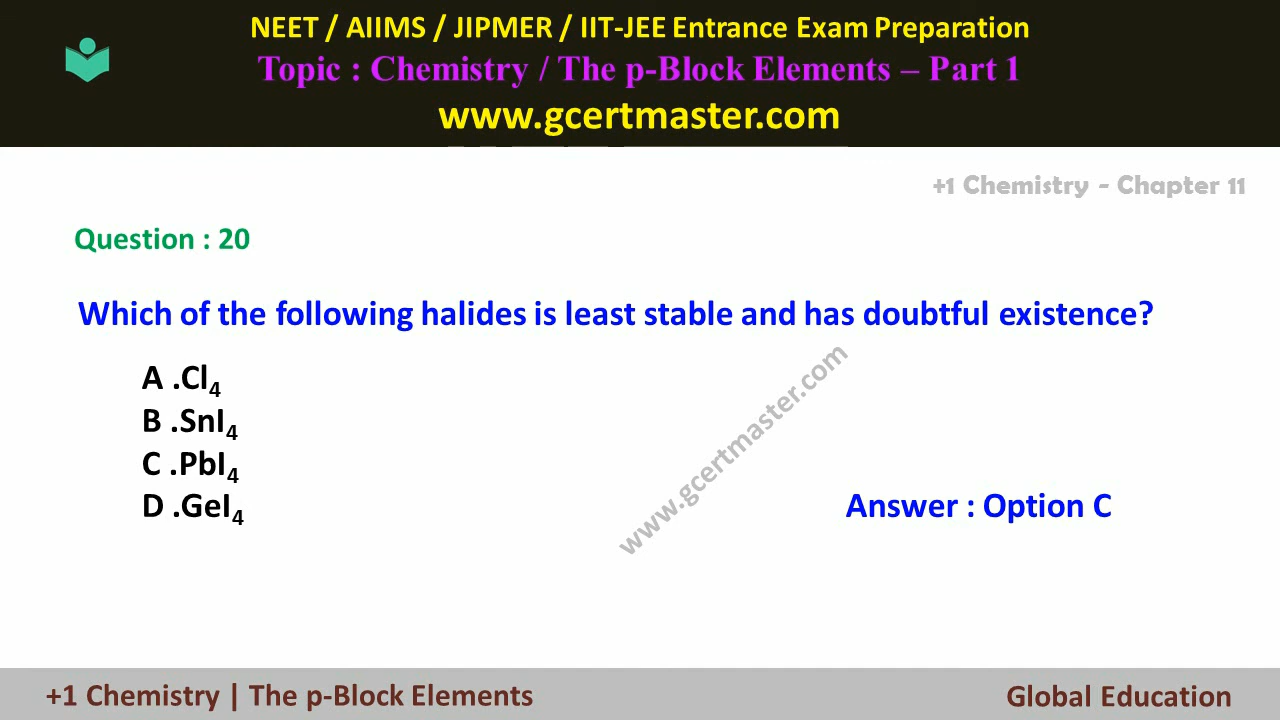 NEET / AIIMS / JIPMER / IIT-JEE Entrance Exam Preparation
Topic : Chemistry / The p-Block Elements – Part 1
www.gcertmaster.com
+1 Chemistry - Chapter 11
Question : 20
Which of the following halides is least stable and has doubtful existence?
A .Cl₄
B .SnI₄
C .PbI₄
D .GeI₄
Answer : Option C
www.gcertmaster.com
+1 Chemistry | The p-Block Elements
Global Education